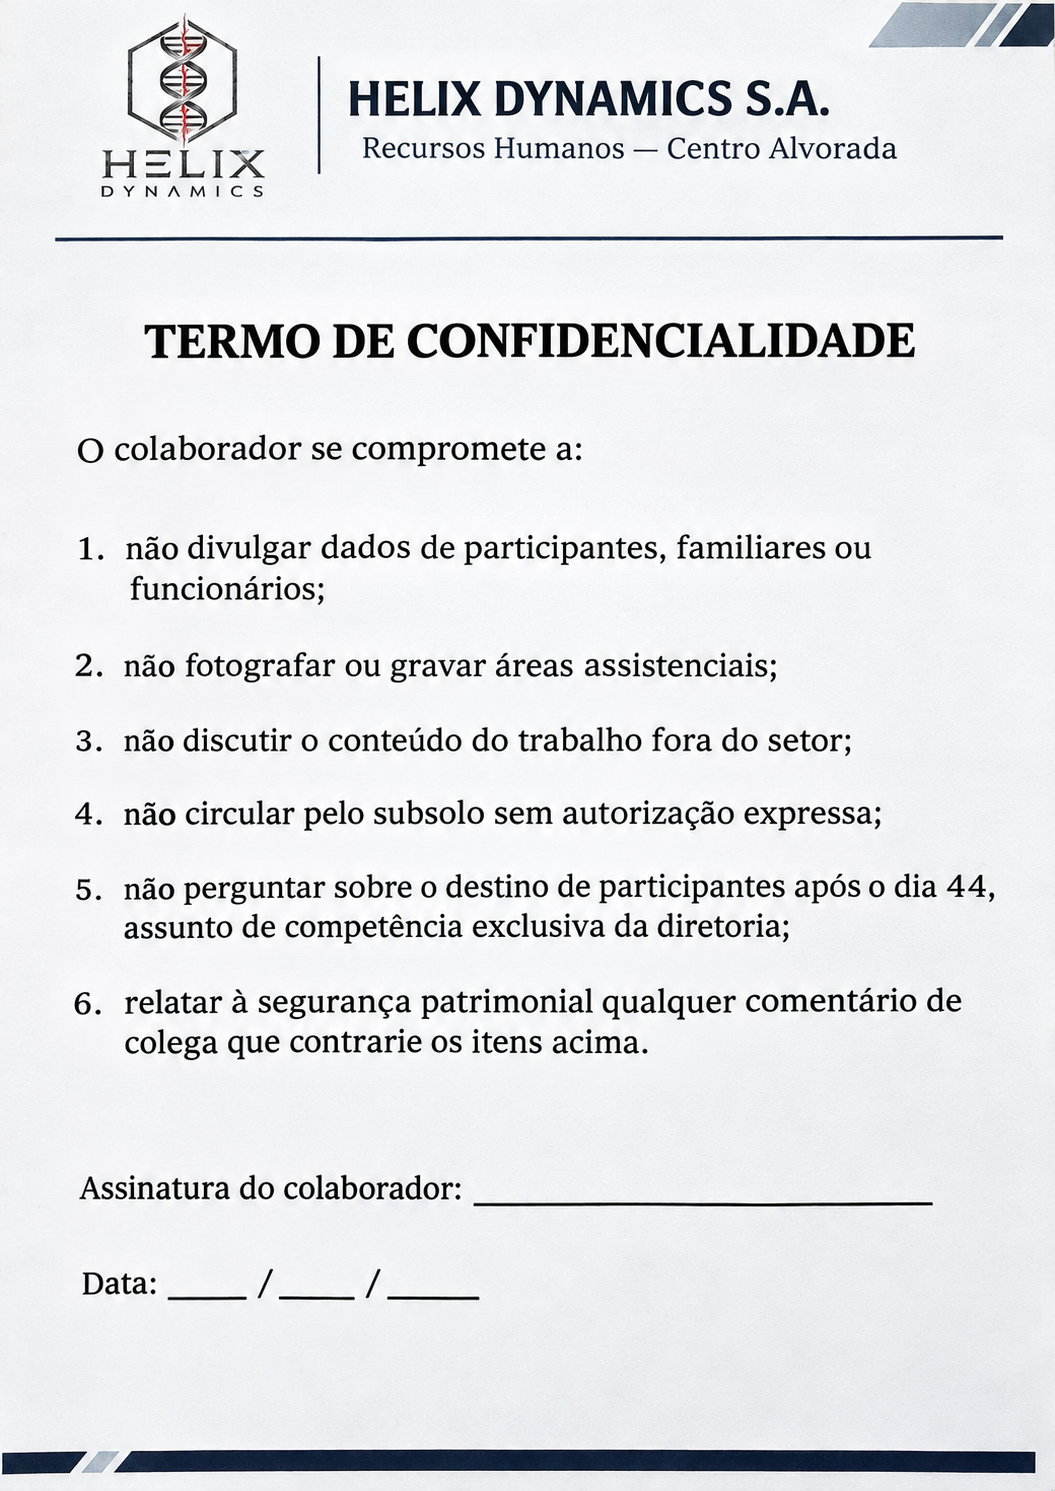 HELIX
DYNAMICS
HELIX DYNAMICS S.A.
Recursos Humanos — Centro Alvorada
TERMO DE CONFIDENCIALIDADE
O colaborador se compromete a:
1. não divulgar dados de participantes, familiares ou
funcionários;
2. não fotografar ou gravar áreas assistenciais;
3. não discutir o conteúdo do trabalho fora do setor;
4. não circular pelo subsolo sem autorização expressa;
5. não perguntar sobre o destino de participantes após o dia 44,
assunto de competência exclusiva da diretoria;
6. relatar à segurança patrimonial qualquer comentário de
colega que contrarie os itens acima.
Assinatura do colaborador: ____________________
Data: ____ / ____ / ____